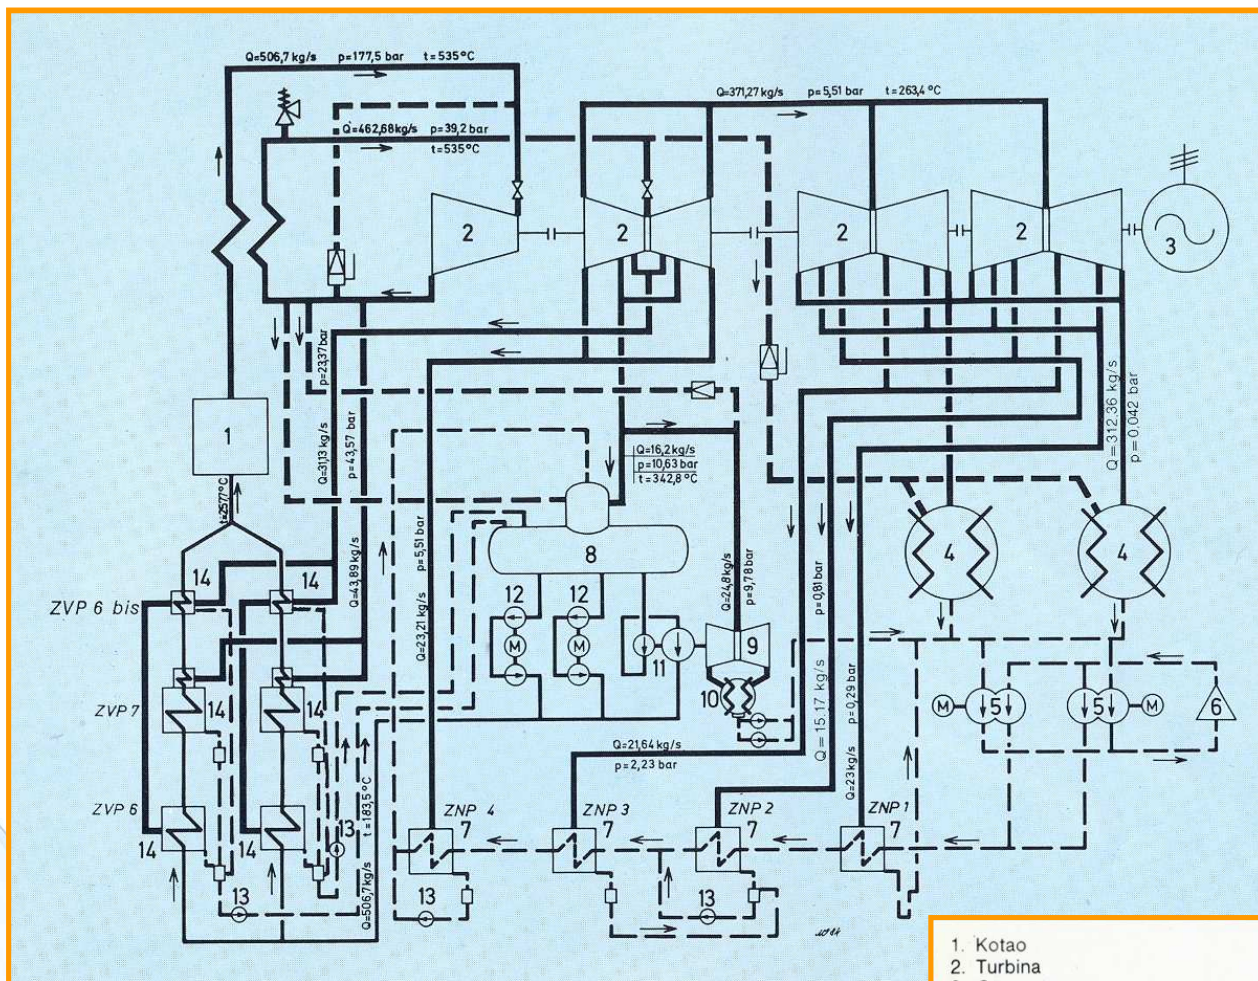 Q=506,7 kg/s p=177,5 bar t=535°C
Q=462,68 kg/s p=39,2 bar
t=535°C
Q=371,27 kg/s p=5,51 bar t=263,4 °C
2
2
2
2
3
p=23,37 bar
Q=31,13 kg/s
p=43,57 bar
Q=43,89 kg/s
1
t=257,7°C
Q=16,2 kg/s
p=10,63 bar
t=342,8 °C
Q=312.36 kg/s
p=0,042 bar
p=5,51 bar
Q=23,21 kg/s
8
4
4
ZVP 6 bis
14
14
12
12
M
M
11
Q=24,8 kg/s
p=9,78 bar
9
10
p=0,81 bar
Q=15.17 kg/s
p=0,29 bar
Q=23 kg/s
ZVP 7
14
14
M
5
5
M
6
Q=21,64 kg/s
p=2,23 bar
t=183,5 °C
Q=506,7 kg/s
ZVP 6
14
14
13
ZNP 4
7
ZNP 3
7
ZNP 2
7
ZNP 1
7
13
13
13
1. Kotao
2. Turbina